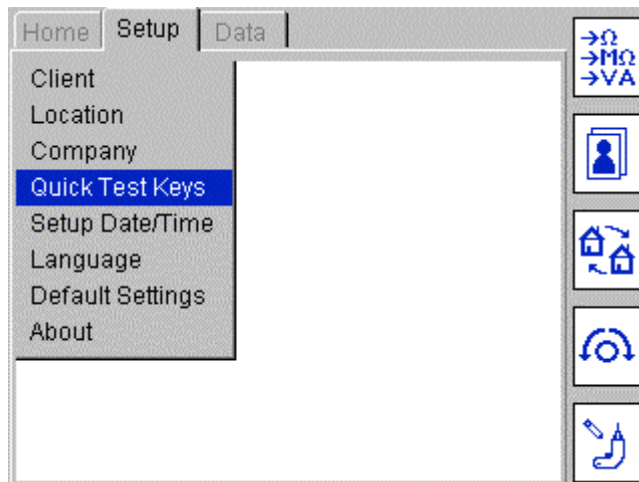 Home Setup Data
Client
Location
Company
Quick Test Keys
Setup Date/Time
Language
Default Settings
About
→Ω
→MΩ
→VA